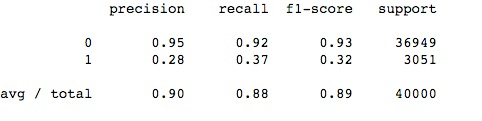 precision recall f1-score support
0 0.95 0.92 0.93 36949
1 0.28 0.37 0.32 3051
avg / total 0.90 0.88 0.89 40000